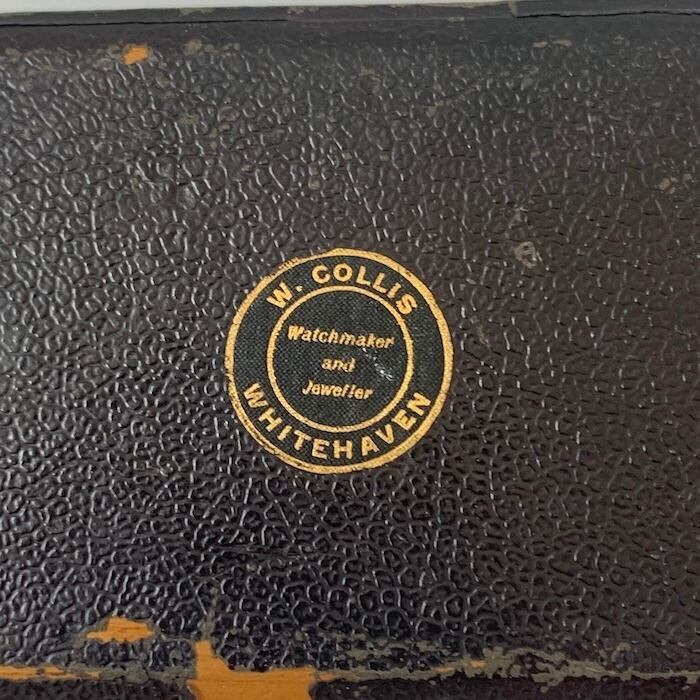 W. COLLIS
Watchmaker
and
Jeweller
WHITEHAVEN